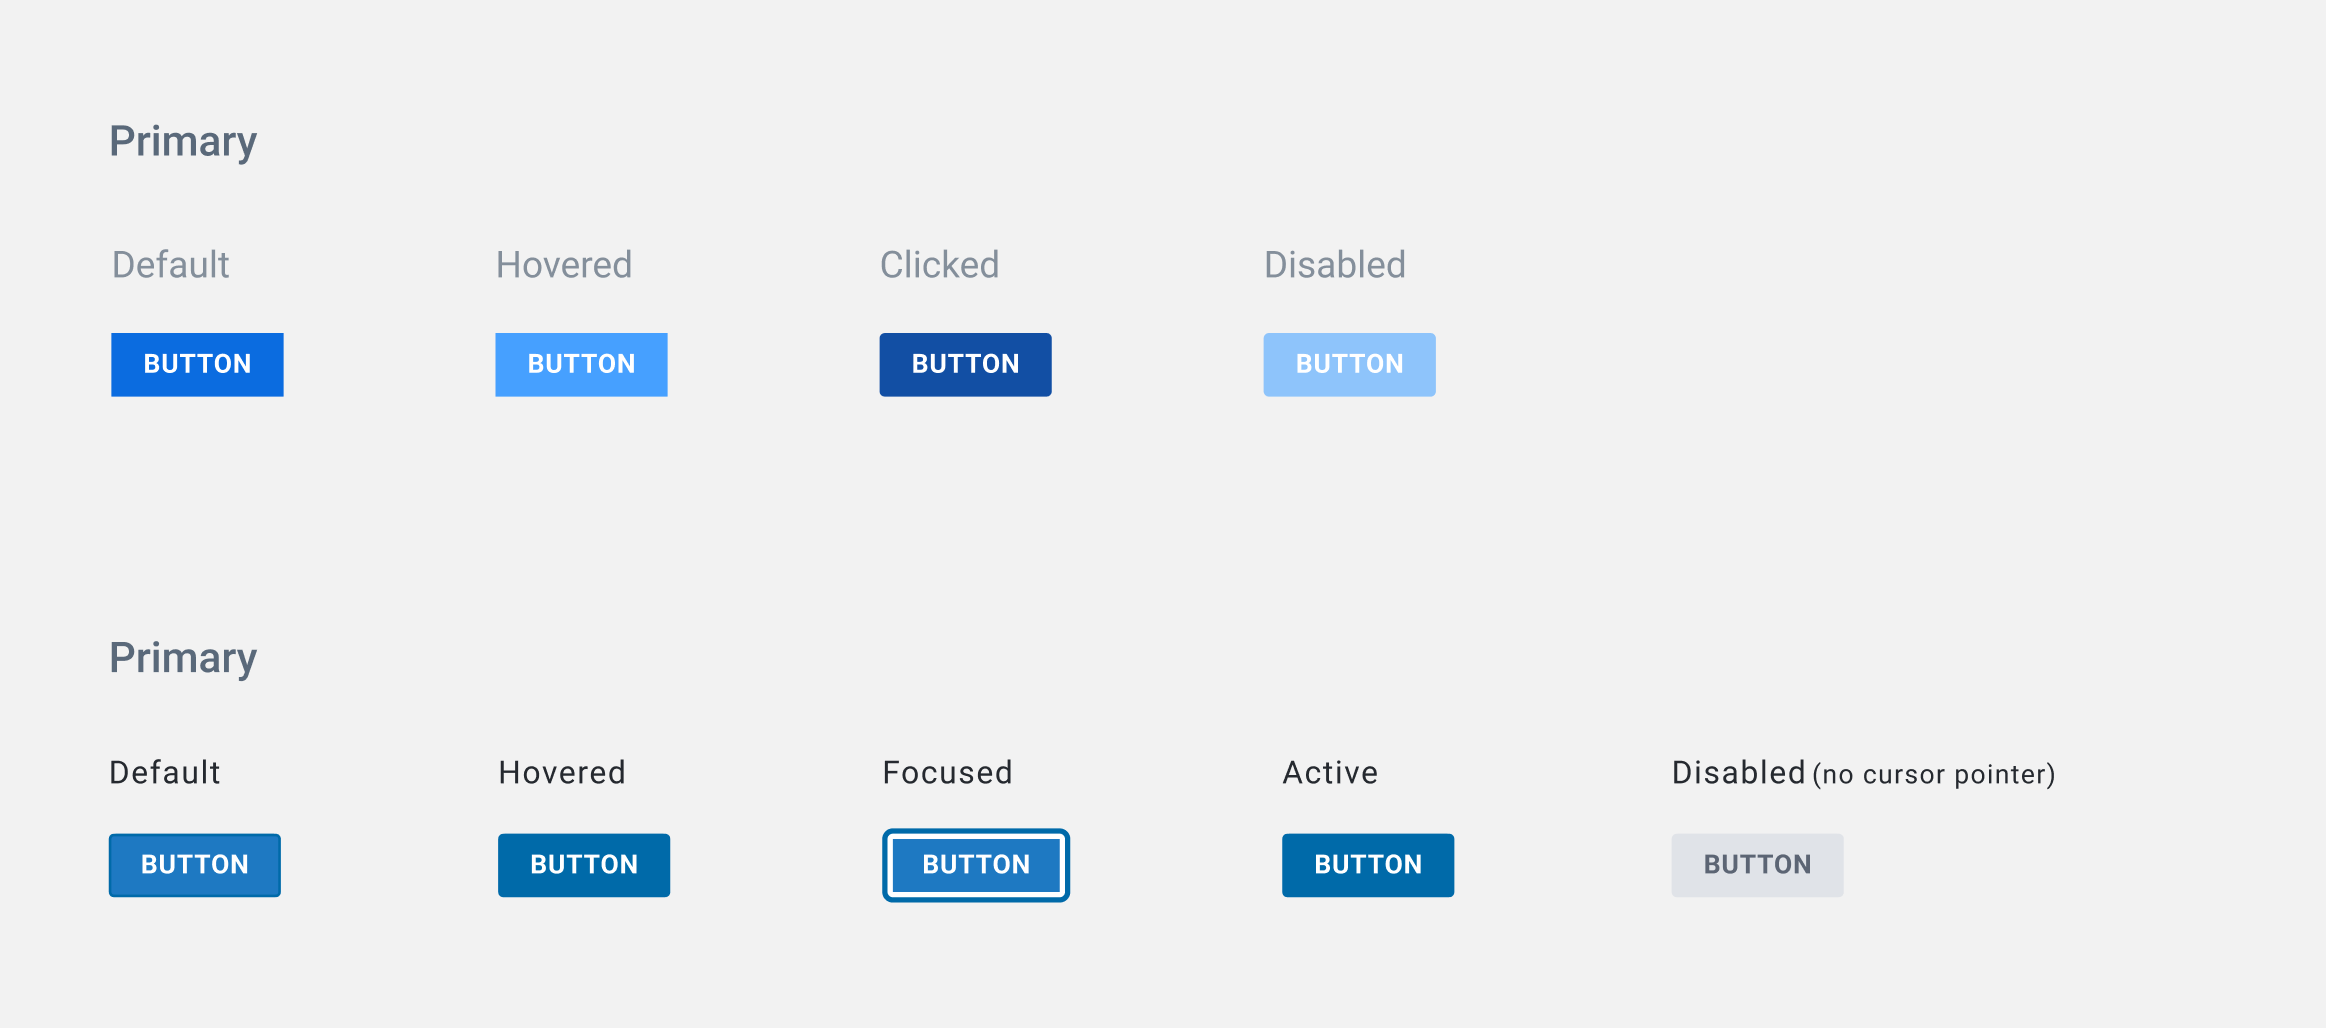 Primary
Default Hovered Clicked Disabled
BUTTON BUTTON BUTTON BUTTON
Primary
Default Hovered Focused Active Disabled (no cursor pointer)
BUTTON BUTTON BUTTON BUTTON BUTTON